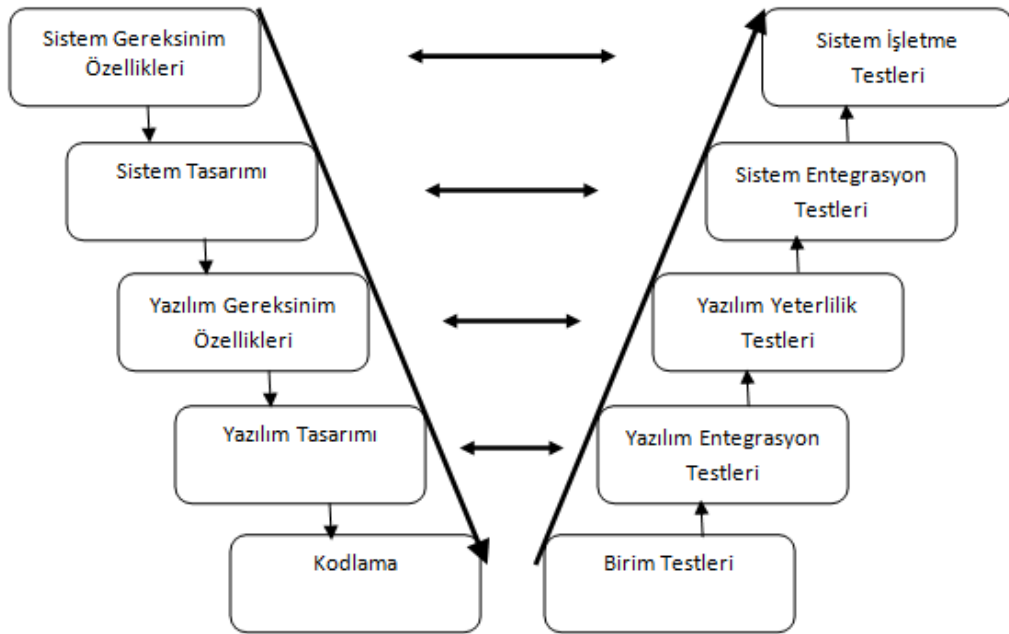 Sistem Gereksinim
Özellikleri
Sistem Tasarımı
Yazılım Gereksinim
Özellikleri
Yazılım Tasarımı
Kodlama
Sistem İşletme
Testleri
Sistem Entegrasyon
Testleri
Yazılım Yeterlilik
Testleri
Yazılım Entegrasyon
Testleri
Birim Testleri